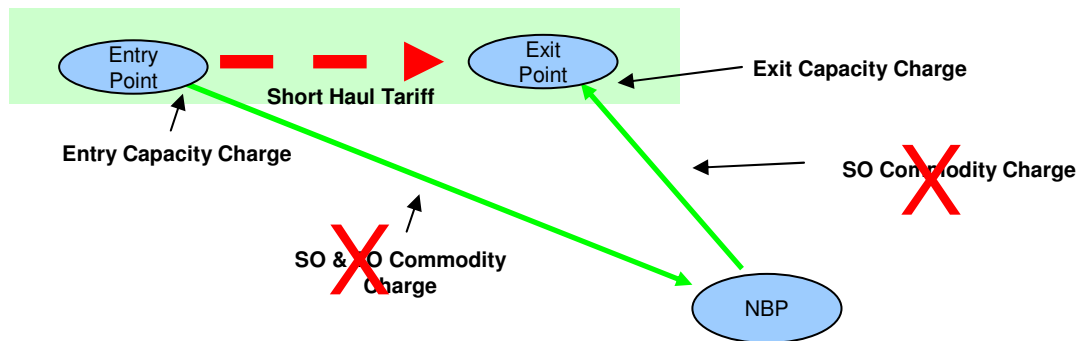 Entry
Point
Exit
Point
Exit Capacity Charge
Short Haul Tariff
Entry Capacity Charge
SO Commodity Charge
SO & Commodity
Charge
NBP